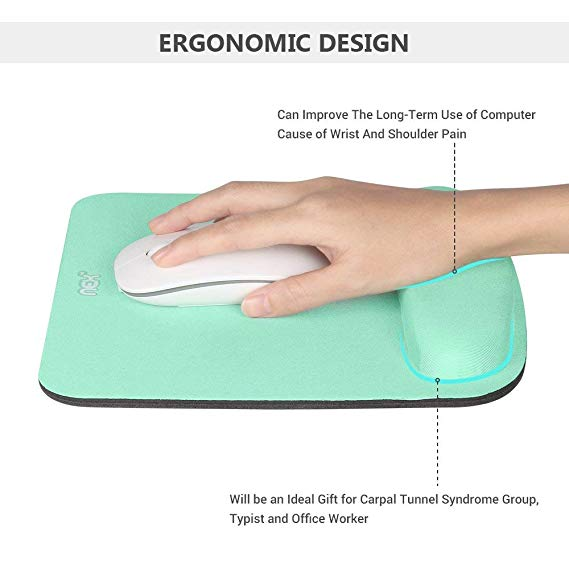 ERGONOMIC DESIGN
Can Improve The Long-Term Use of Computer
Cause of Wrist And Shoulder Pain
Will be an Ideal Gift for Carpal Tunnel Syndrome Group,
Typist and Office Worker